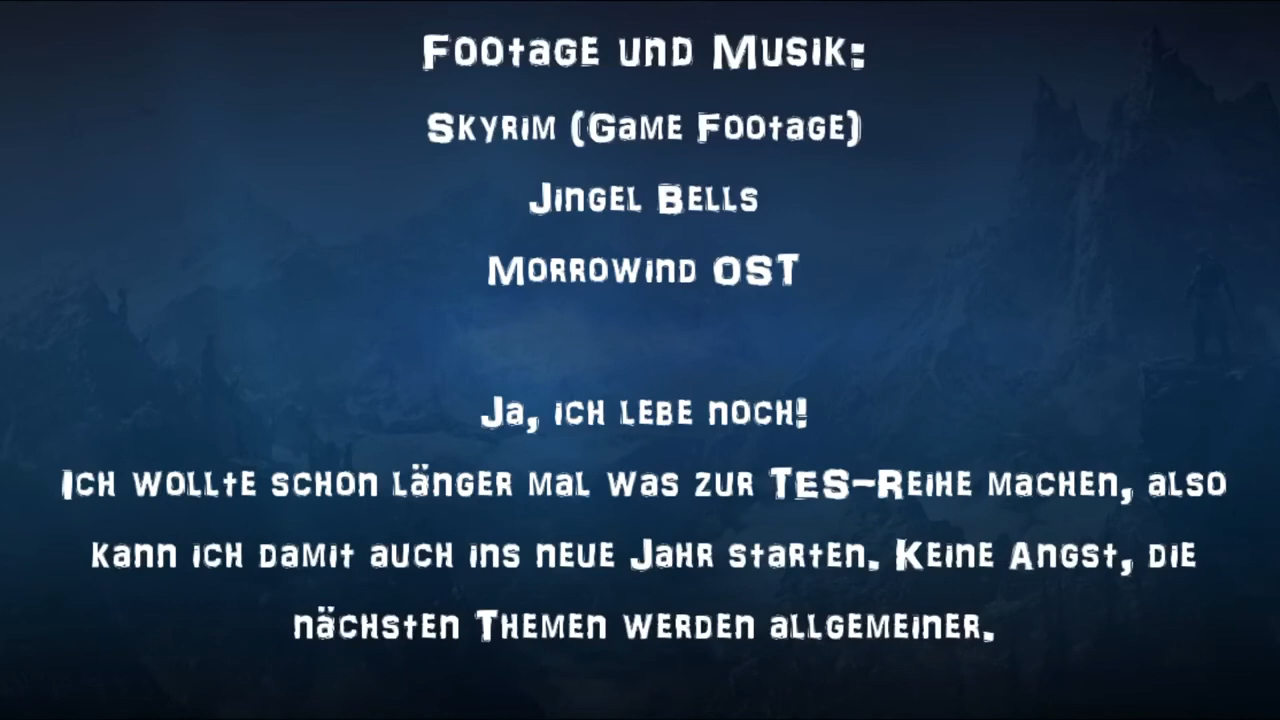 Footage und Musik:
Skyrim (Game Footage)
Jingel Bells
Morrowind OST
Ja, ich lebe noch!
Ich wollte schon länger mal was zur TES-Reihe machen, also
kann ich damit auch ins neue Jahr starten. Keine Angst, die
nächsten Themen werden allgemeiner.